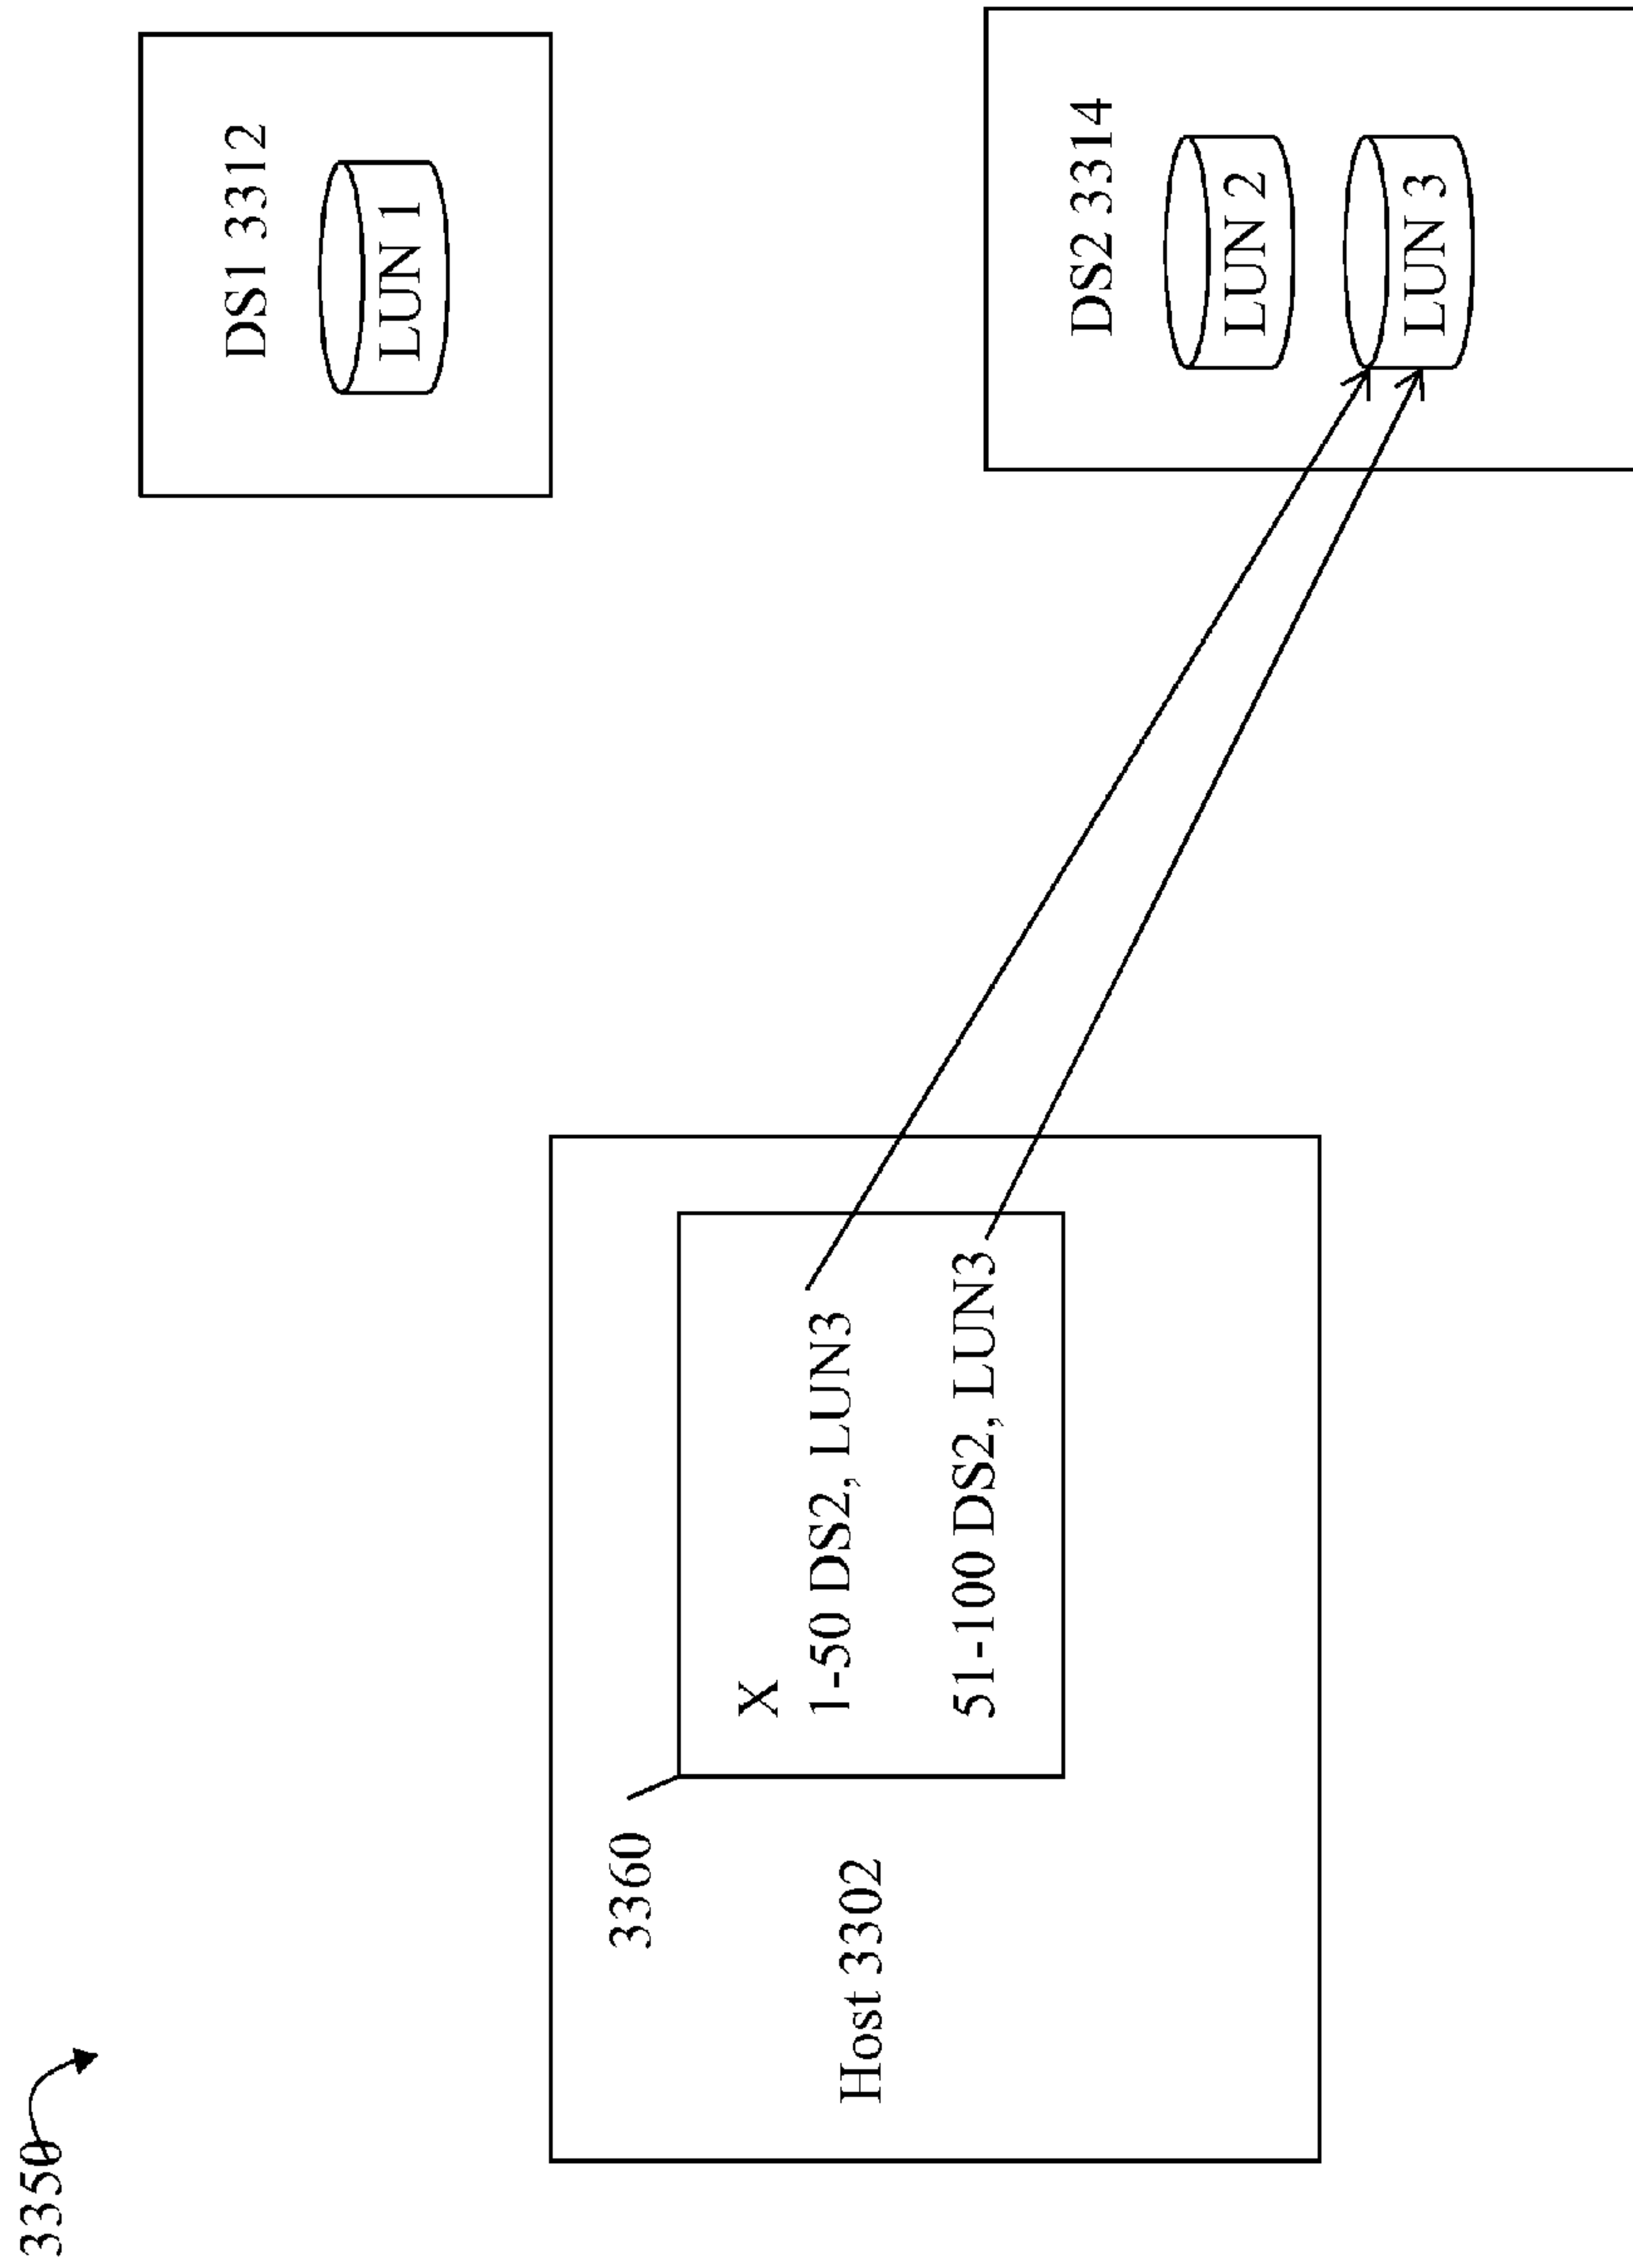 3350
DS1 3312
LUN 1
3360
X
1-50 DS2, LUN3
51-100 DS2, LUN3
Host 3302
DS2 3314
LUN 2
LUN 3